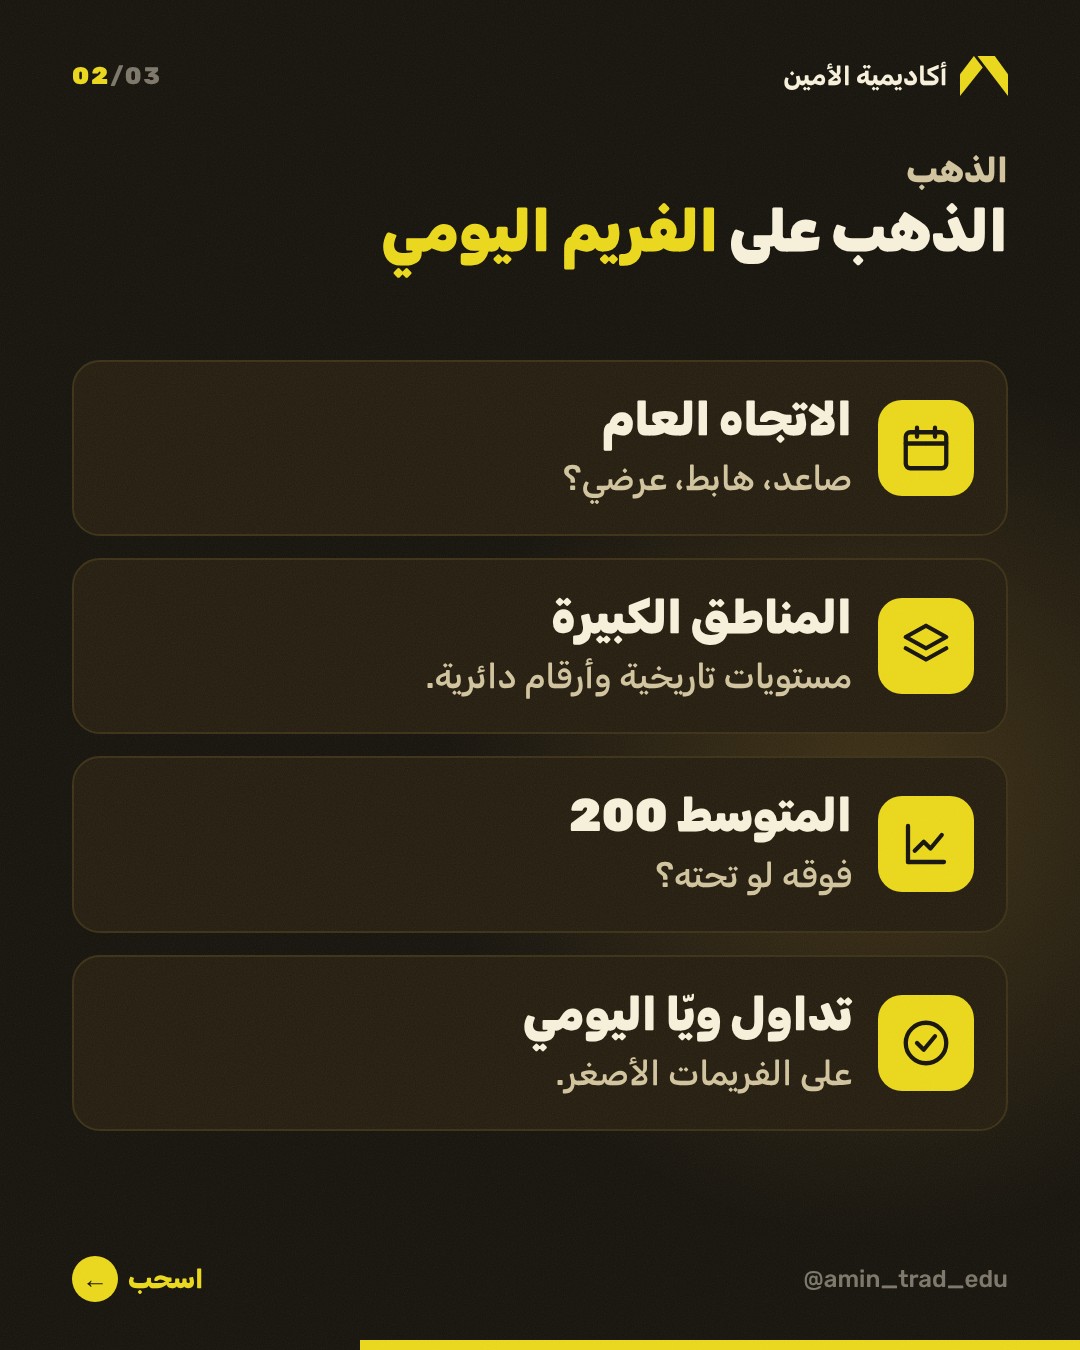 أكاديمية الأمين
02/03
الذهب
الذهب على الفريم اليومي
الاتجاه العام
صاعد، هابط، عرضي؟
المناطق الكبيرة
مستويات تاريخية وأرقام دائرية.
المتوسط 200
فوقه لو تحته؟
تداول ويّا اليومي
على الفريمات الأصغر.
@amin_trad_edu
اسحب ←